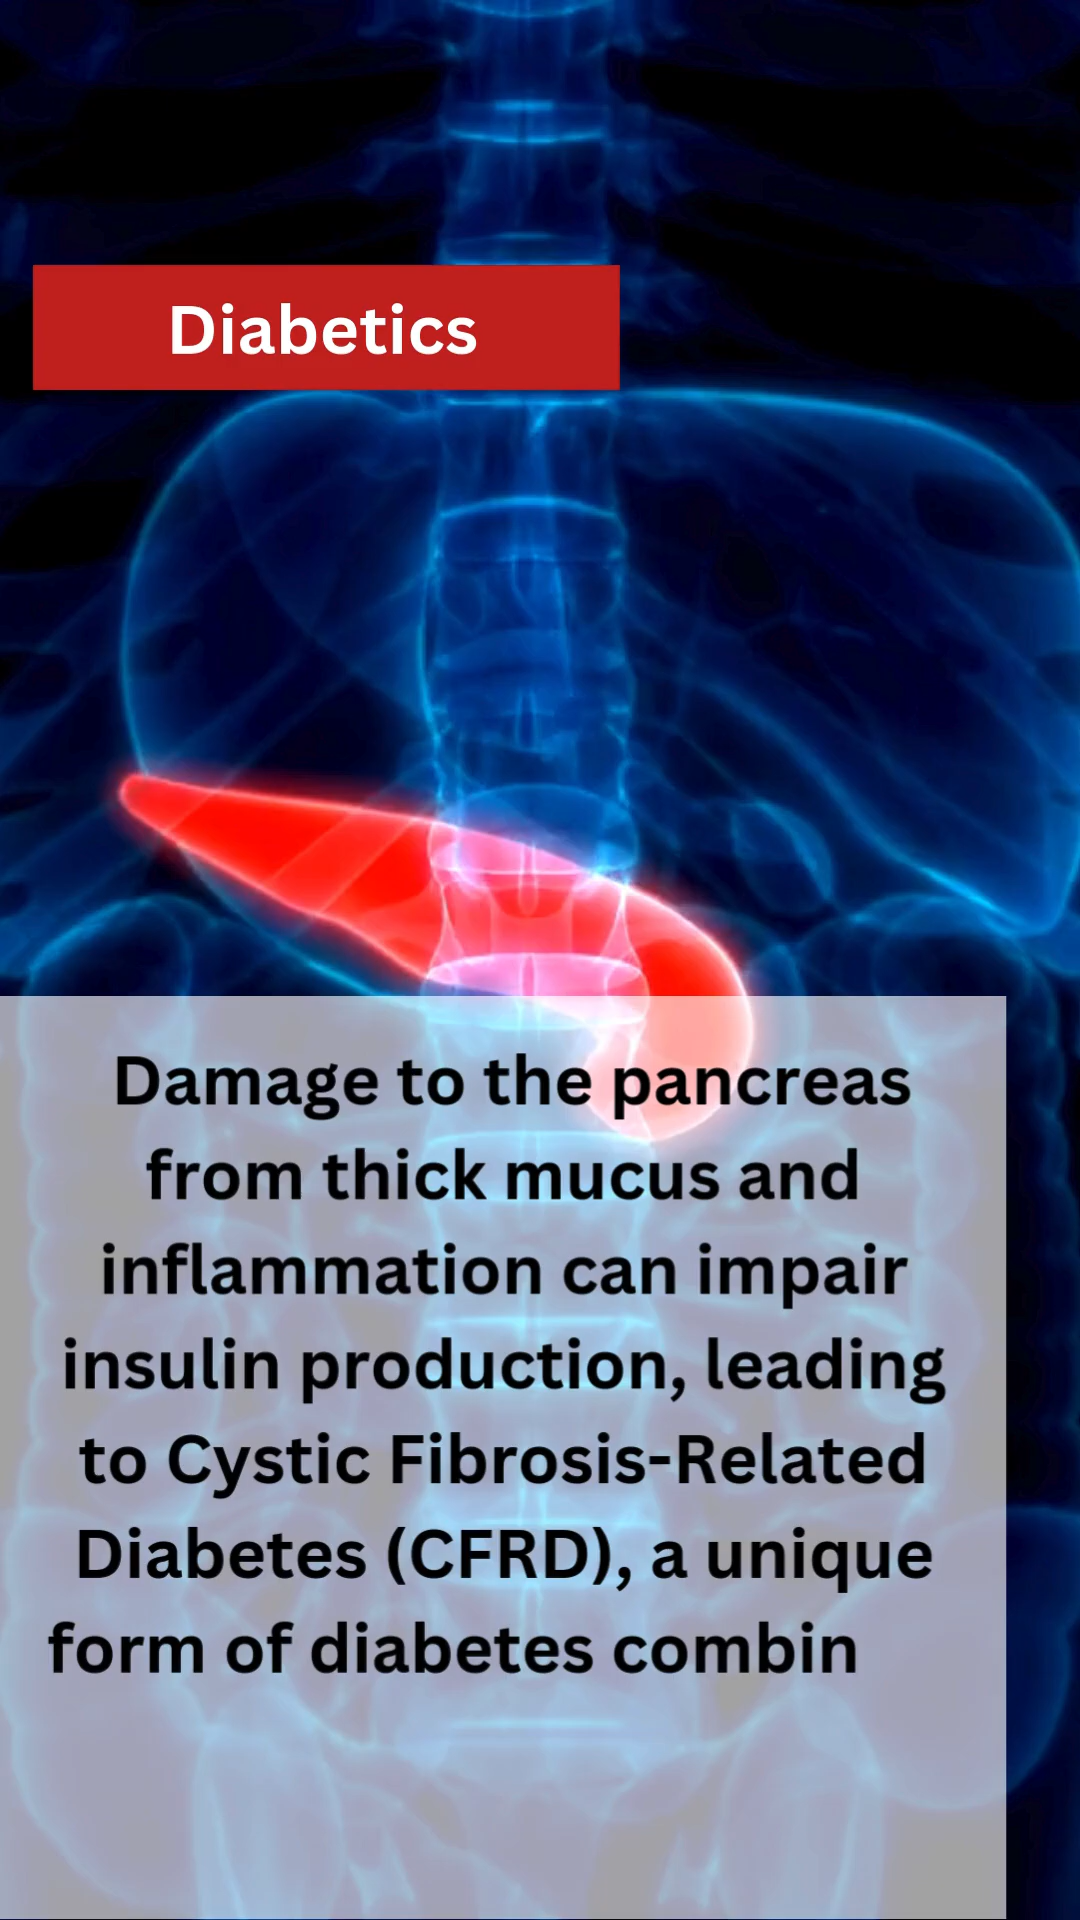 Diabetics
Damage to the pancreas
from thick mucus and
inflammation can impair
insulin production, leading
to Cystic Fibrosis-Related
Diabetes (CFRD), a unique
form of diabetes combin